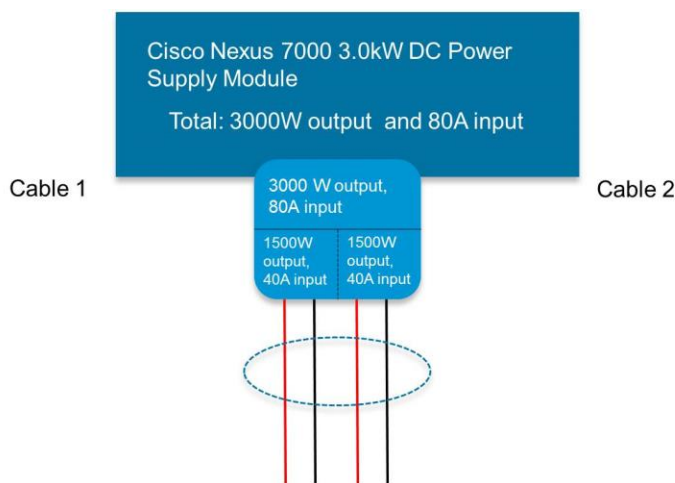 Cisco Nexus 7000 3.0kW DC Power
Supply Module
Total: 3000W output and 80A input
Cable 1
Cable 2
3000 W output,
80A input
1500W
output,
40A input
1500W
output,
40A input